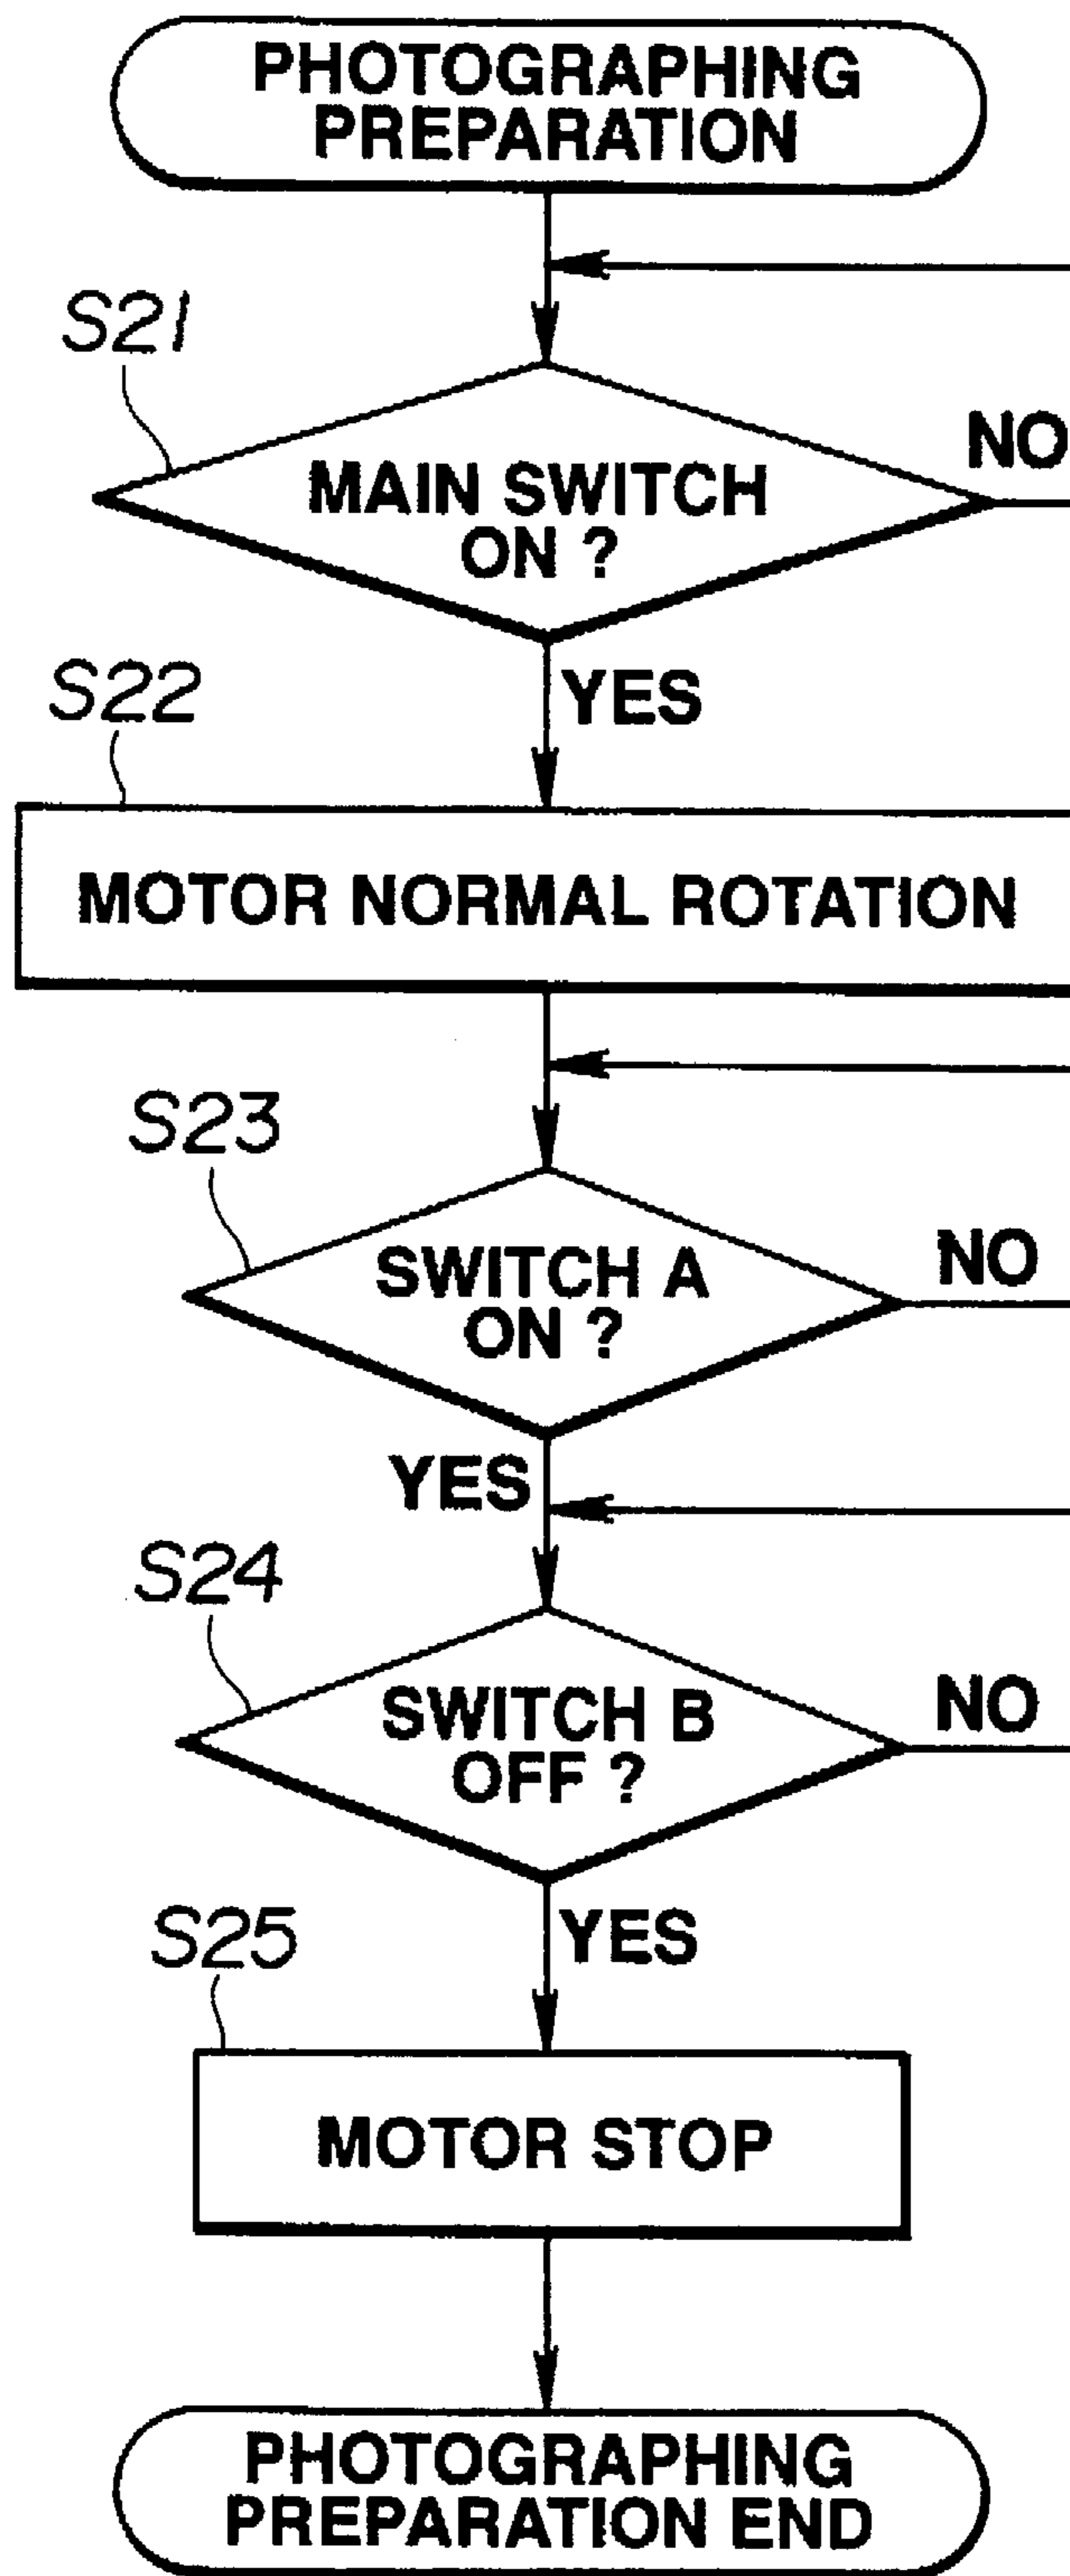 PHOTOGRAPHING
PREPARATION
S21
MAIN SWITCH
ON ?
NO
YES
S22
MOTOR NORMAL ROTATION
S23
SWITCH A
ON ?
NO
YES
S24
SWITCH B
OFF ?
NO
YES
S25
MOTOR STOP
PHOTOGRAPHING
PREPARATION END